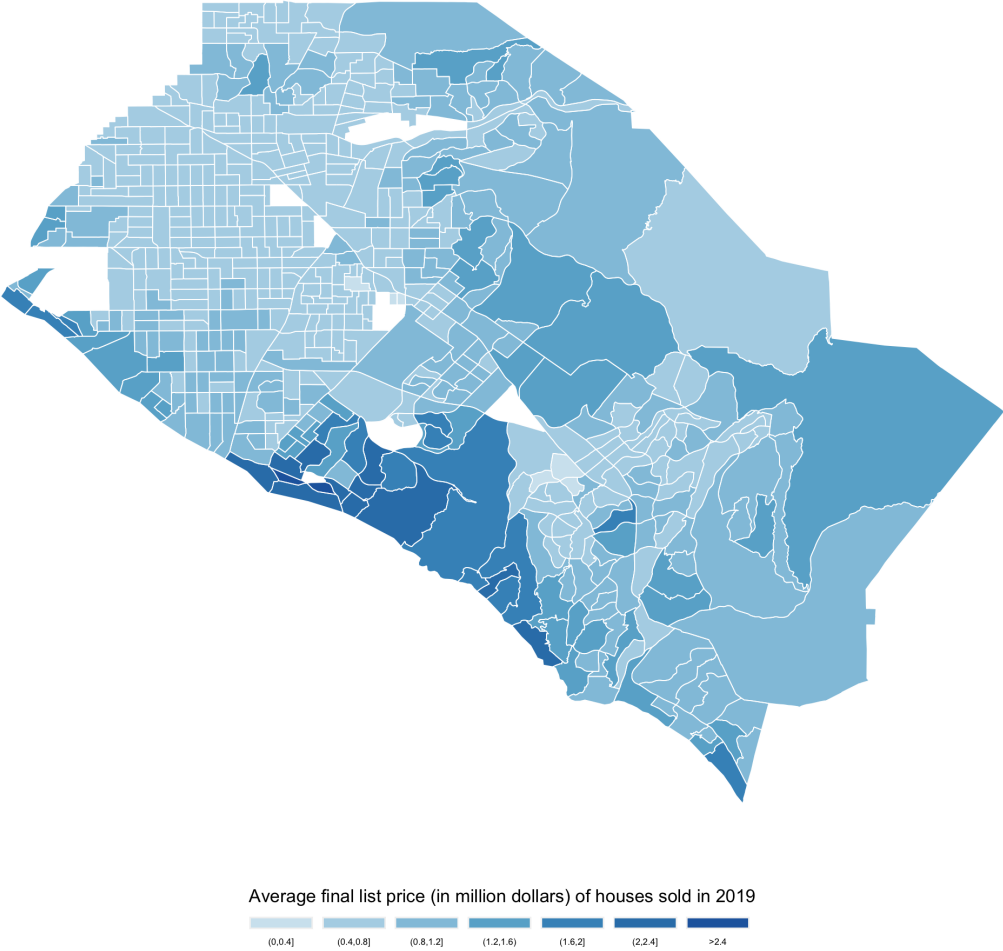 Average final list price (in million dollars) of houses sold in 2019
(0,0.4] (0.4,0.8] (0.8,1.2] (1.2,1.6) (1.6,2] (2,2.4] >2.4